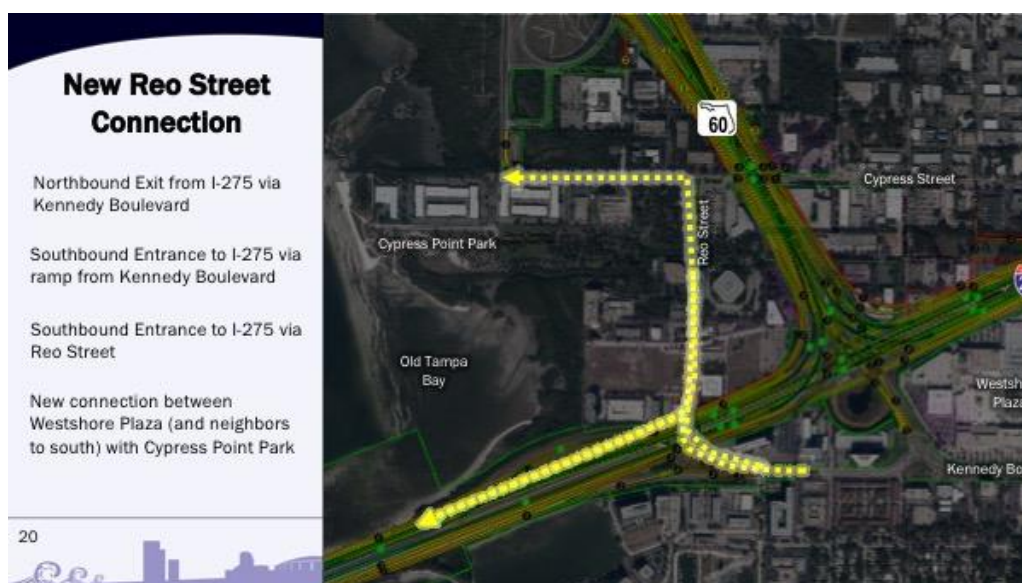 New Reo Street
Connection
Northbound Exit from I-275 via
Kennedy Boulevard
Southbound Entrance to I-275 via
ramp from Kennedy Boulevard
Southbound Entrance to I-275 via
Reo Street
New connection between
Westshore Plaza (and neighbors
to south) with Cypress Point Park
20
60
Cypress Street
Reo Street
Cypress Point Park
Old Tampa
Bay
Westsh
Plaza
Kennedy Bo